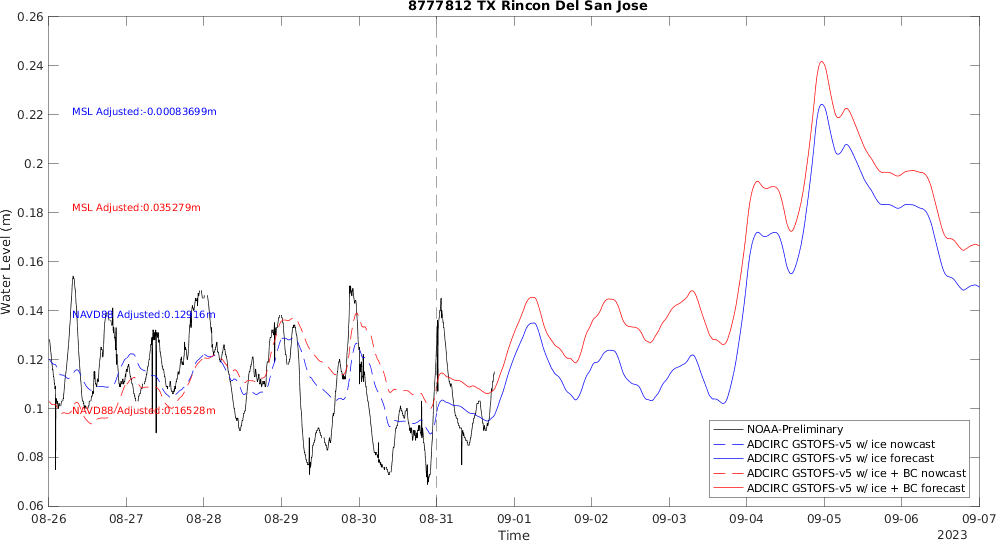 8777812 TX Rincon Del San Jose
0.26
0.24
0.22
0.2
0.18
0.16
0.14
0.12
0.1
0.08
0.06
Water Level (m)
MSL Adjusted:-0.00083699m
MSL Adjusted:0.035279m
NAVD88 Adjusted:0.12916m
NAVD88 Adjusted:0.16528m
NOAA-Preliminary
ADCIRC GSTOFS-v5 w/ ice nowcast
ADCIRC GSTOFS-v5 w/ ice forecast
ADCIRC GSTOFS-v5 w/ ice + BC nowcast
ADCIRC GSTOFS-v5 w/ ice + BC forecast
08-26 08-27 08-28 08-29 08-30 08-31 09-01 09-02 09-03 09-04 09-05 09-06 09-07
Time
2023